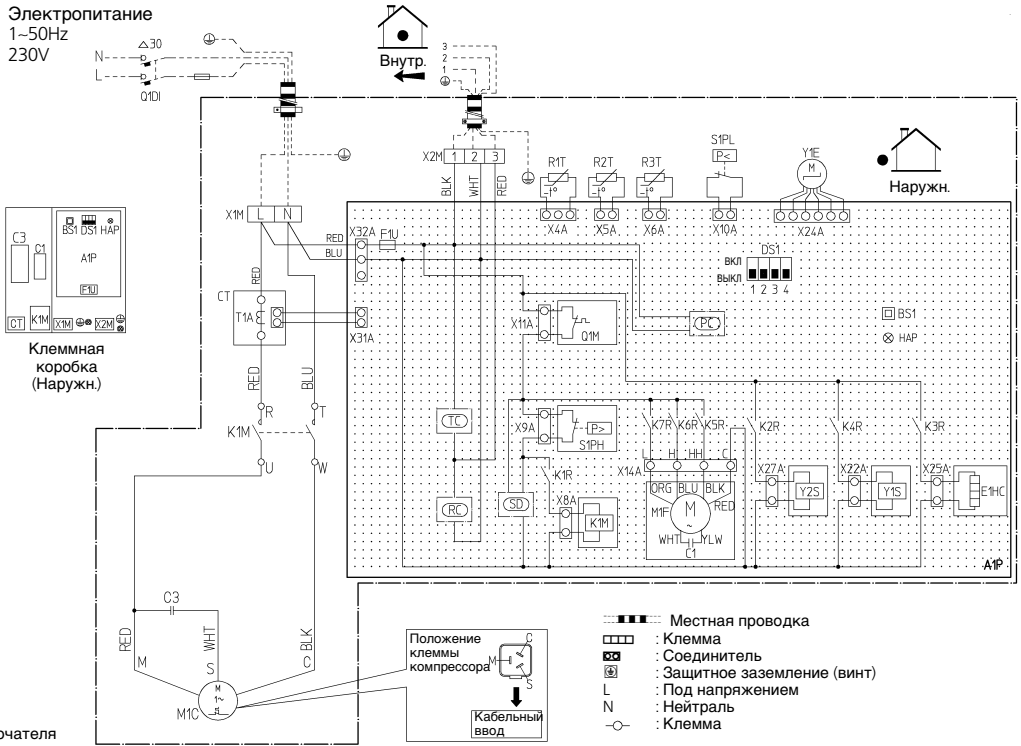 Электропитание
1~50Hz
230V
N
L
△30
Q1DI
Внутр.
3
2
1
X2M 1 2 3
BLK
WHT
RED
S1PL
P<
X10A
Y1E
M
X24A
Наружн.
R1T
R2T
R3T
X4A
X5A
X6A
BS1 DS1 HAP
C3
C1
A1P
F1U
CT
K1M
X1M
X2M
Клеммная
коробка
(Наружн.)
X1M L N
RED
BLU
X32A
F1U
RED
CT
T1A
X31A
DS1
ВКЛ
ВЫКЛ
1 2 3 4
BS1
HAP
X11A
Q1M
PC
RED
BLU
R
T
K1M
U
W
TC
RC
X9A
P>
S1PH
SD
K1R
X8A
K1M
K7R
K6R
K5R
L H HH C
X14A
ORG BLU BLK
RED
M1F
M
~
WHT
YLW
C1
K2R
X27A
Y2S
K4R
X22A
Y1S
K3R
X25A
E1HC
A1P
C3
RED
WHT
BLK
M
S
C
M
1~
M1C
Положение
клеммы
компрессора
C
M
S
Кабельный
ввод
Местная проводка
: Клемма
: Соединитель
: Защитное заземление (винт)
L : Под напряжением
N : Нейтраль
: Клемма
ючателя